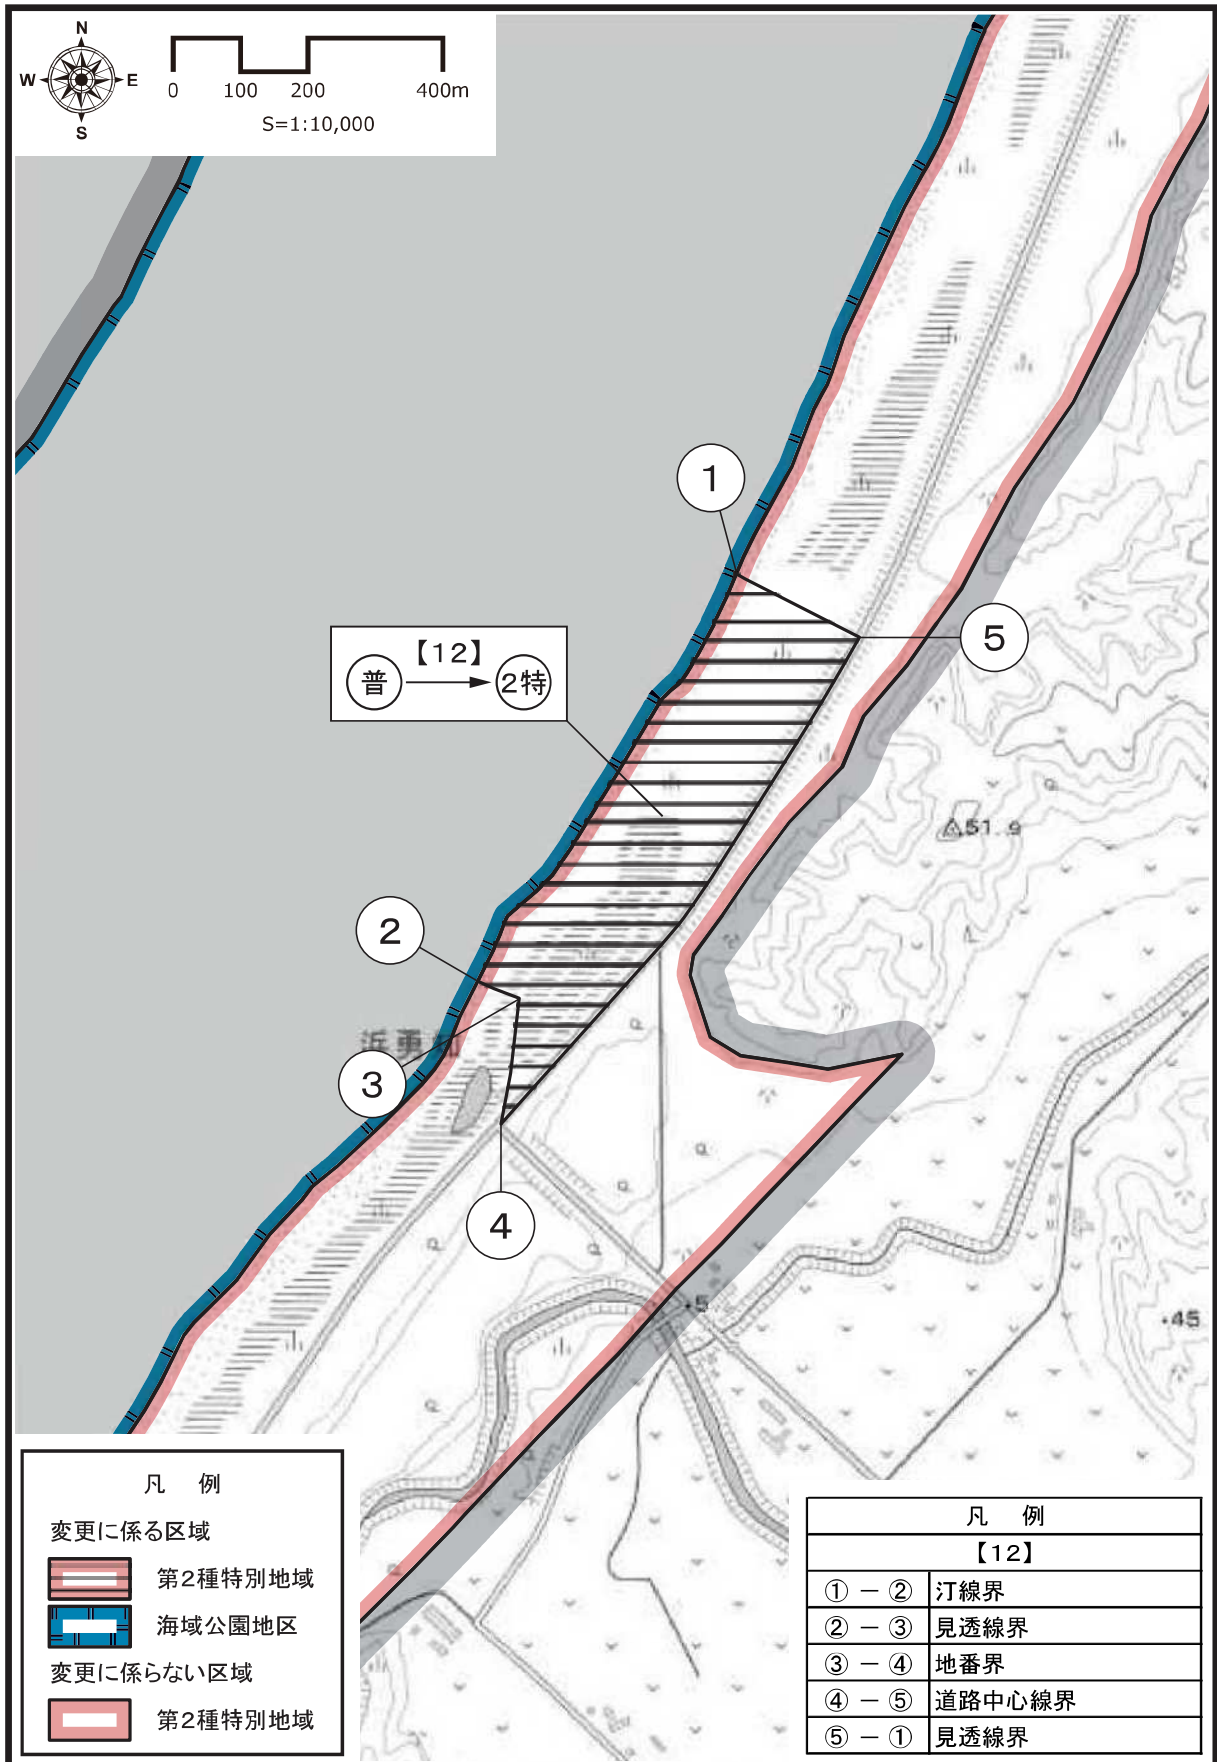 N
W E
S
0 100 200 400m
S=1:10,000
①
⑤
【12】
普 → 2特
51.9
②
浜勇知
③
④
5
45
凡 例
変更に係る区域
第2種特別地域
海域公園地区
変更に係らない区域
第2種特別地域
凡 例
【12】
① － ② 汀線界
② － ③ 見透線界
③ － ④ 地番界
④ － ⑤ 道路中心線界
⑤ － ① 見透線界